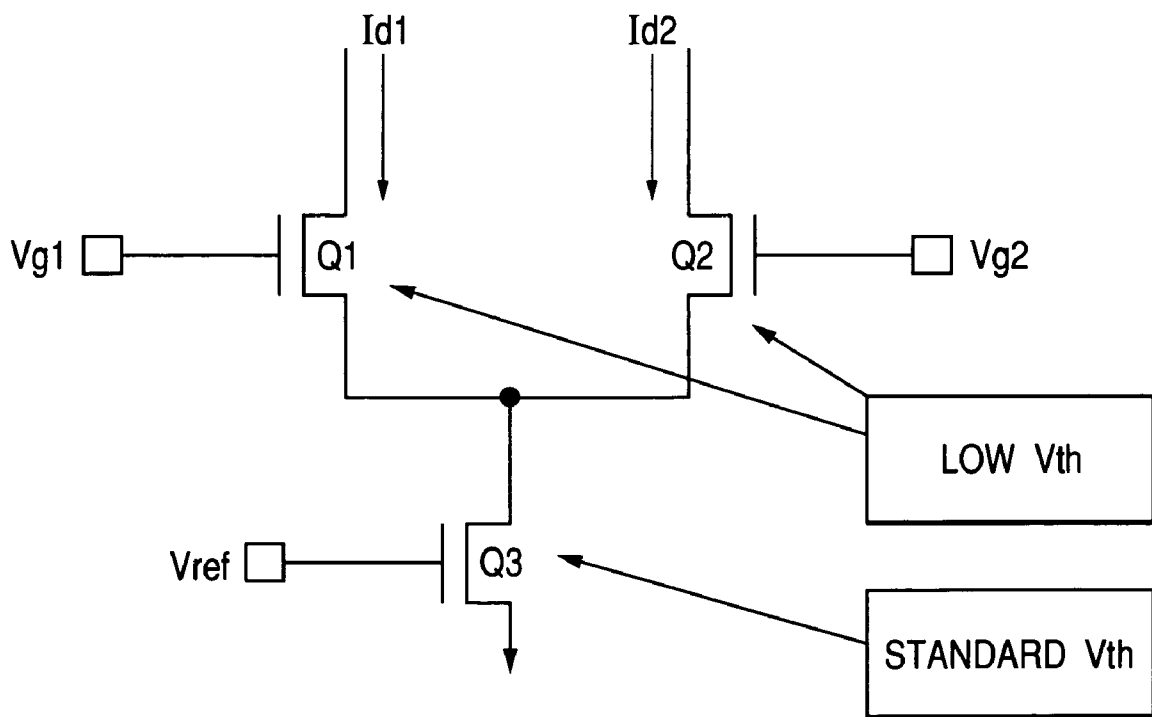 Id1
Id2
Vg1
Q1
Q2
Vg2
LOW Vth
Vref
Q3
STANDARD Vth